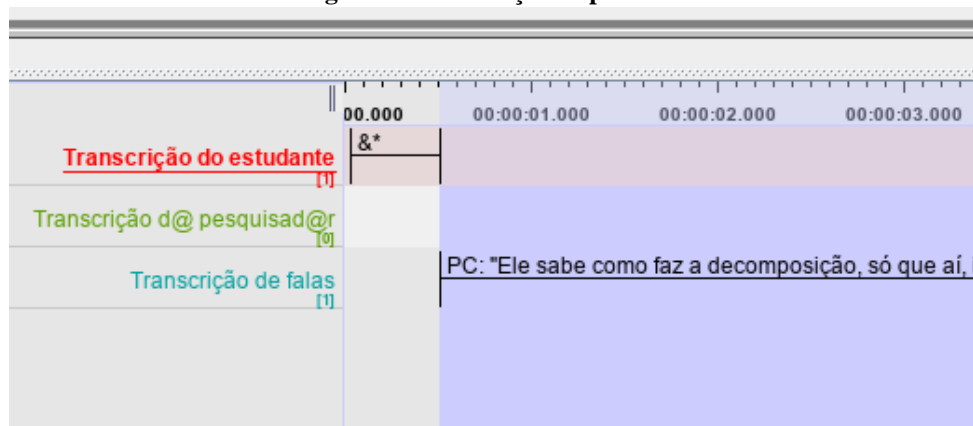 00.000 00:00:01.000 00:00:02.000 00:00:03.000
&*
Transcrição do estudante
[1]
Transcrição d@ pesquisad@r
[0]
PC: "Ele sabe como faz a decomposição, só que aí,
Transcrição de falas
[1]